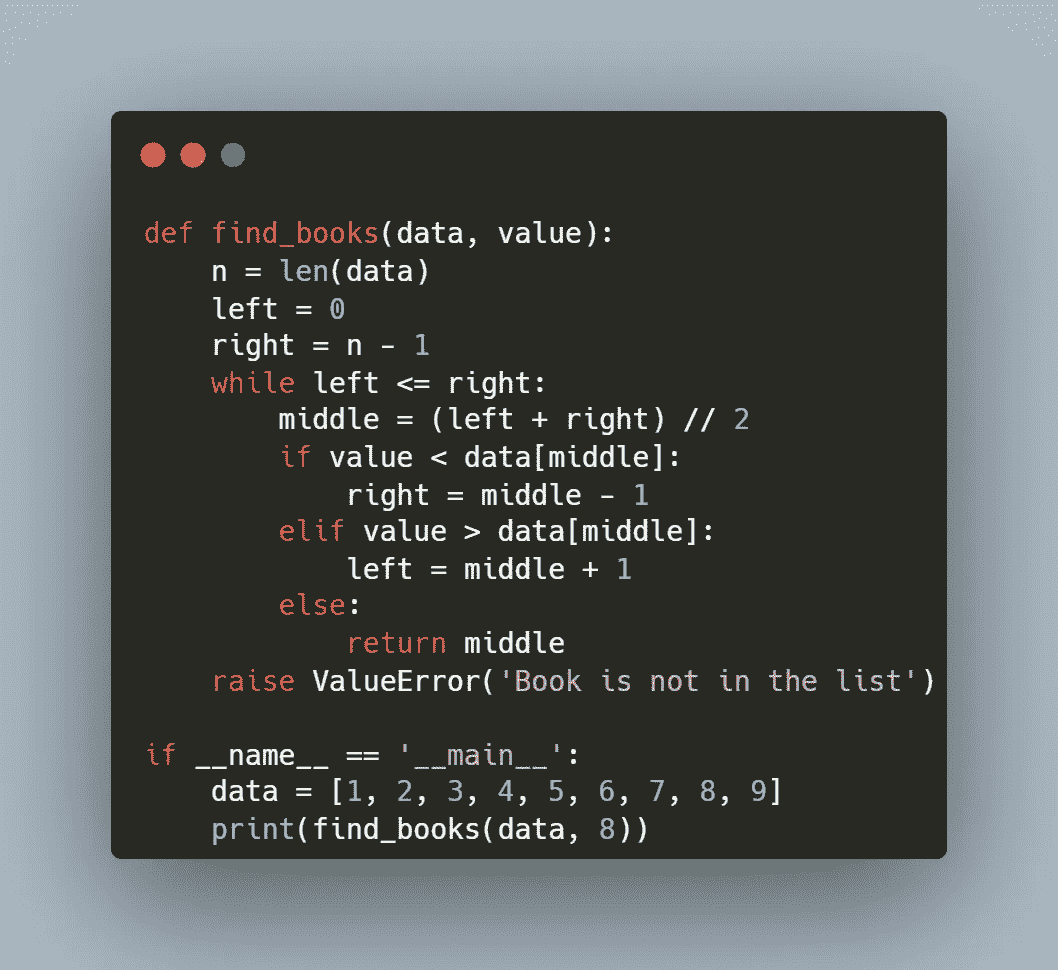 def find_books(data, value):
    n = len(data)
    left = 0
    right = n - 1
    while left <= right:
        middle = (left + right) // 2
        if value < data[middle]:
            right = middle - 1
        elif value > data[middle]:
            left = middle + 1
        else:
            return middle
    raise ValueError('Book is not in the list')

if __name__ == '__main__':
    data = [1, 2, 3, 4, 5, 6, 7, 8, 9]
    print(find_books(data, 8))